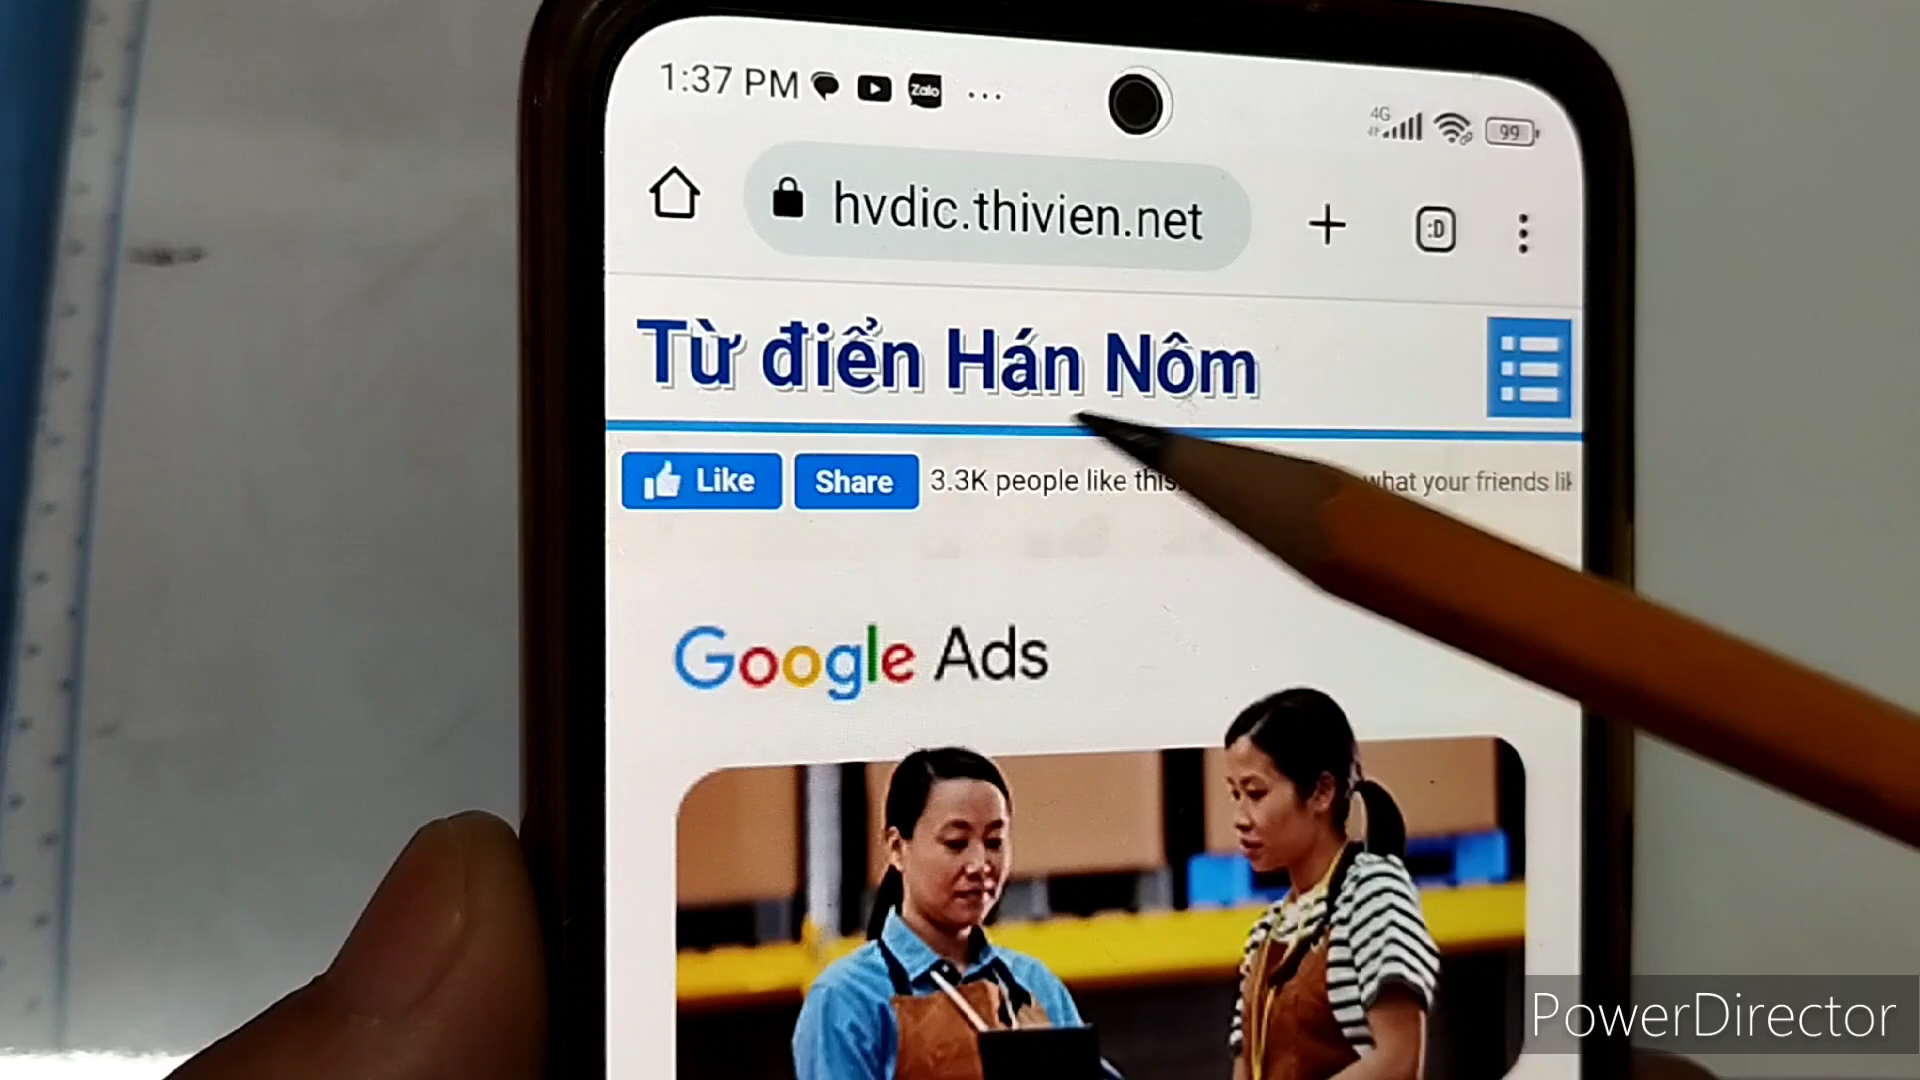 1:37 PM Zalo ... 4G 99
hvdic.thivien.net :D
Từ điển Hán Nôm
Like Share 3.3K people like this. what your friends
Google Ads
PowerDirector